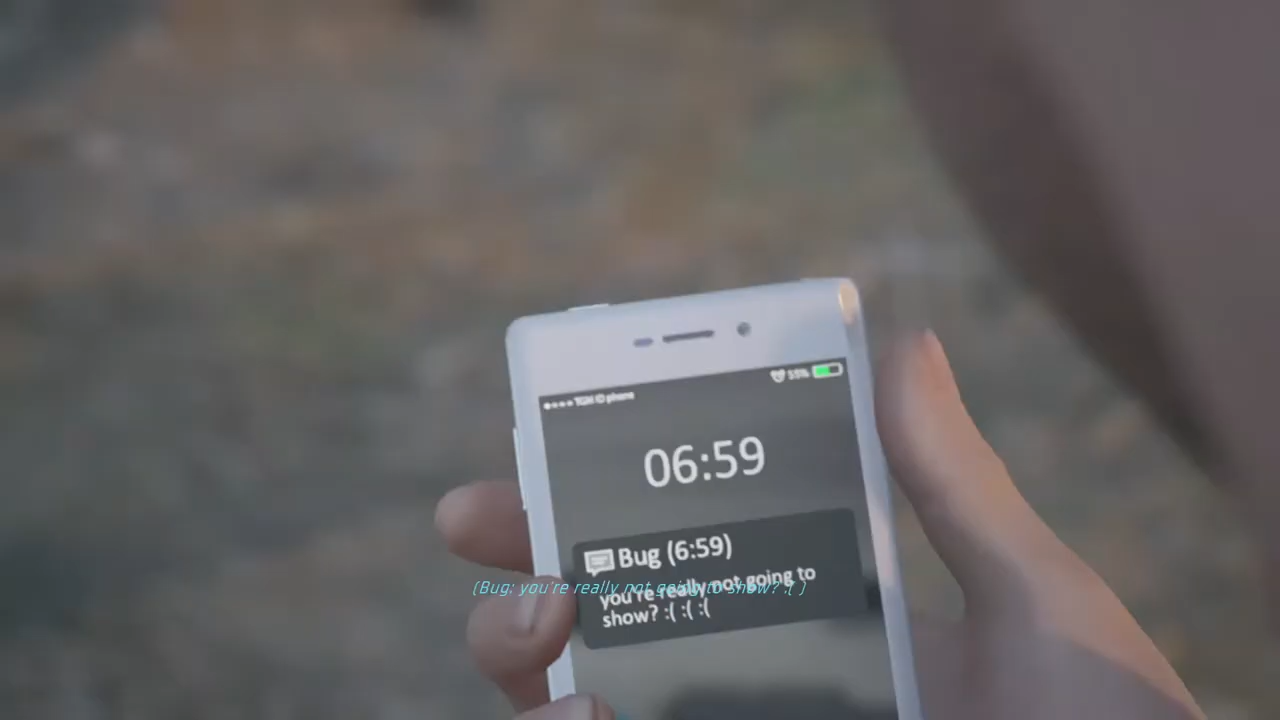 55%
06:59
Bug (6:59)
you're really not going to
show? :( :( :(
(Bug: you're really not going to show? :( )